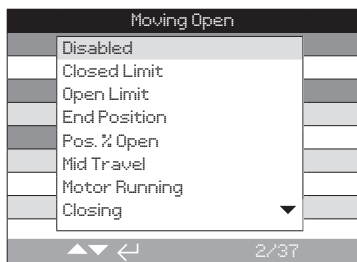 Moving Open
Disabled
Closed Limit
Open Limit
End Position
Pos. % Open
Mid Travel
Motor Running
Closing
2/37